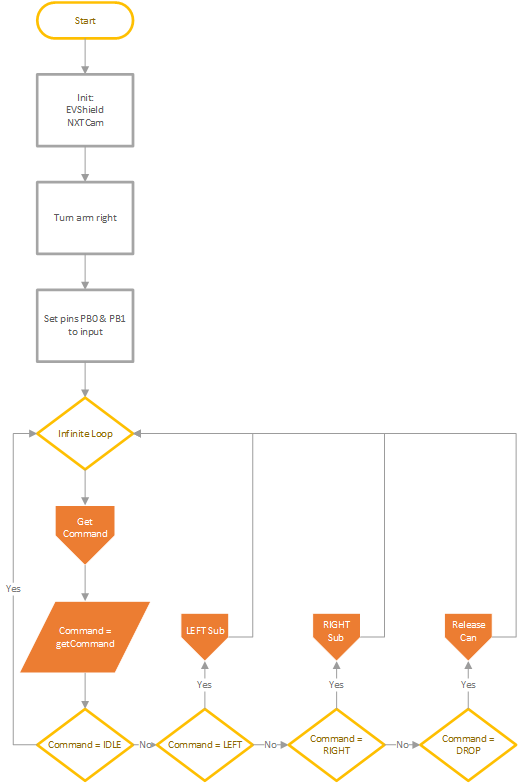 Start
Init:
EVShield
NXTCam
Turn arm right
Set pins PB0 & PB1
to input
Infinite Loop
Get
Command
Yes
Command =
getCommand
LEFT Sub
RIGHT
Sub
Release
Can
Yes
Yes
Yes
Command = IDLE
No
Command = LEFT
No
Command =
RIGHT
No
Command =
DROP